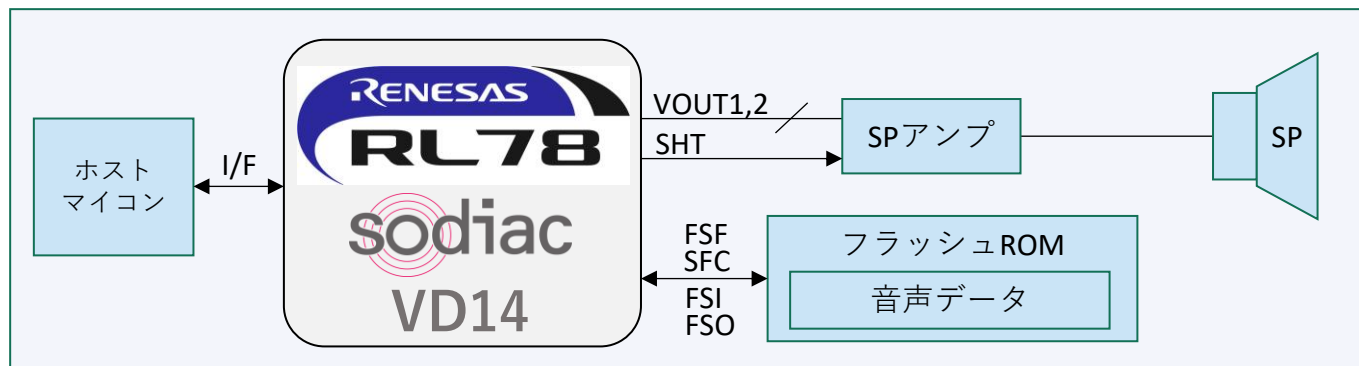 ホスト
マイコン
I/F
RENESAS
RL78
sodiac
VD14
VOUT1,2
SHT
SPアンプ
SP
FSF
SFC
FSI
FSO
フラッシュROM
音声データ